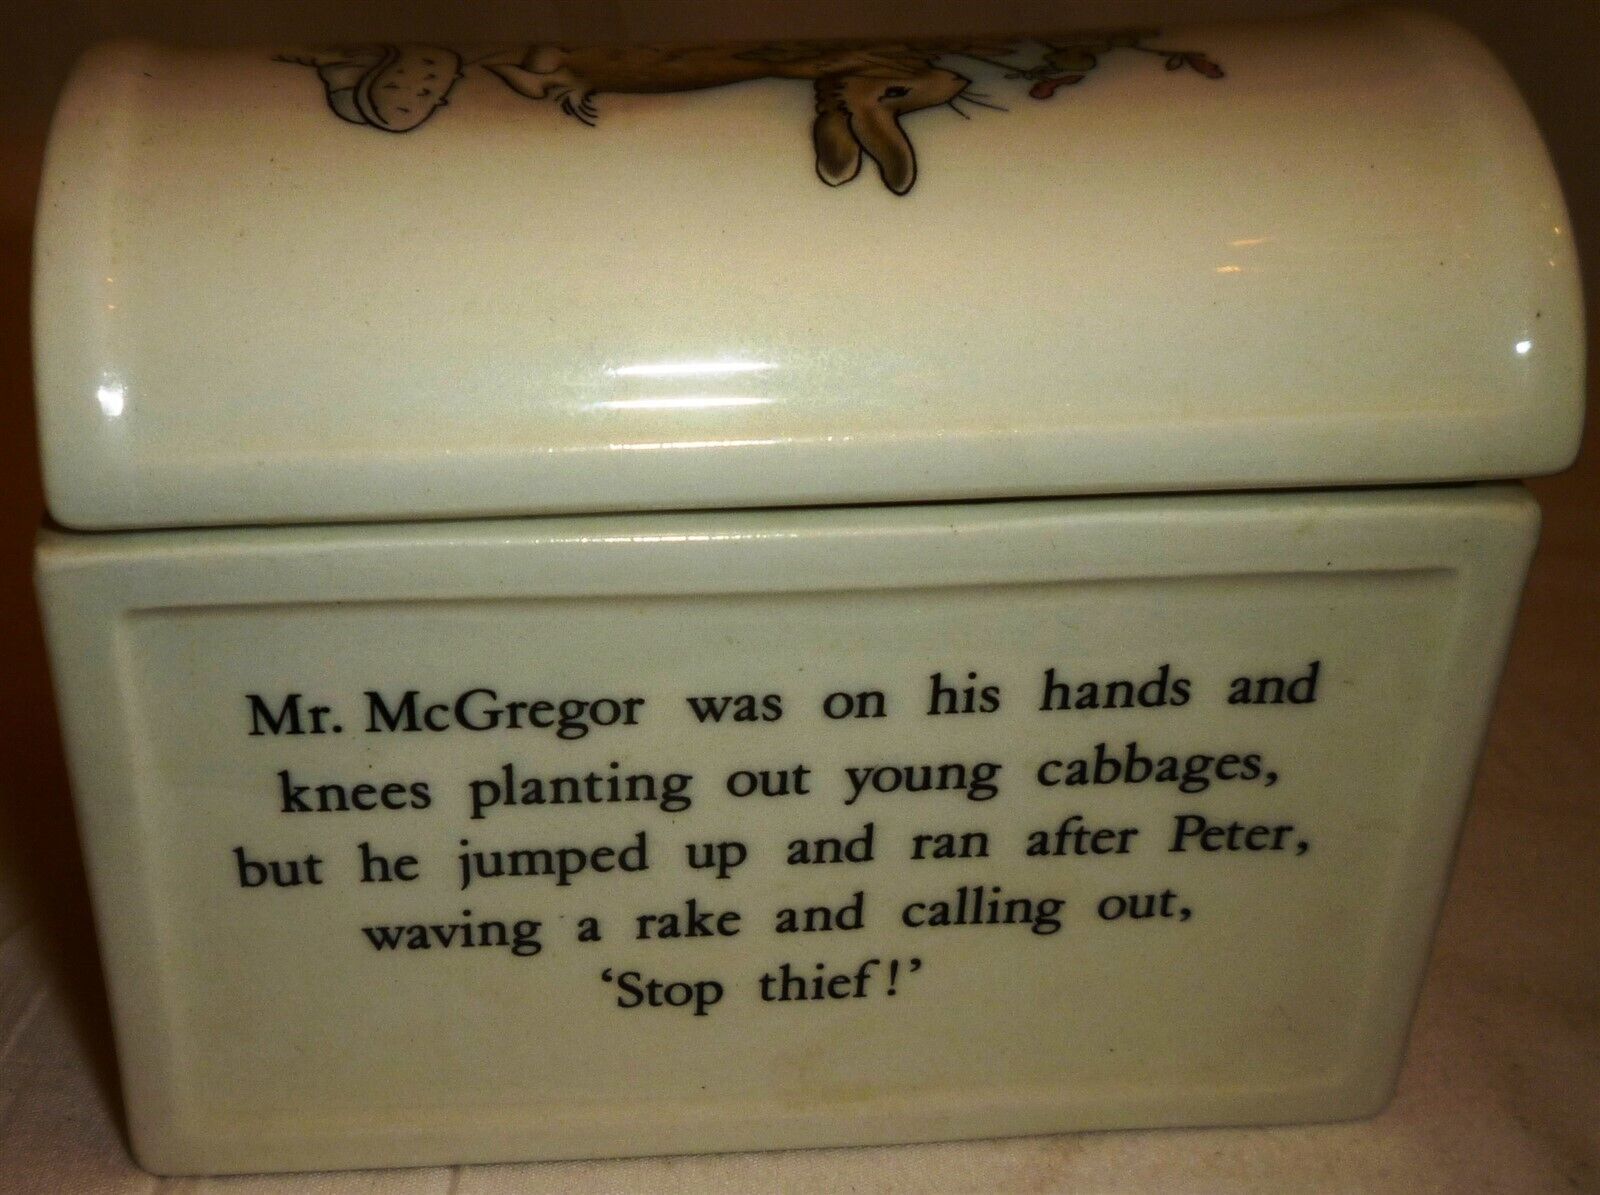 Mr. McGregor was on his hands and
knees planting out young cabbages,
but he jumped up and ran after Peter,
waving a rake and calling out,
‘Stop thief!’